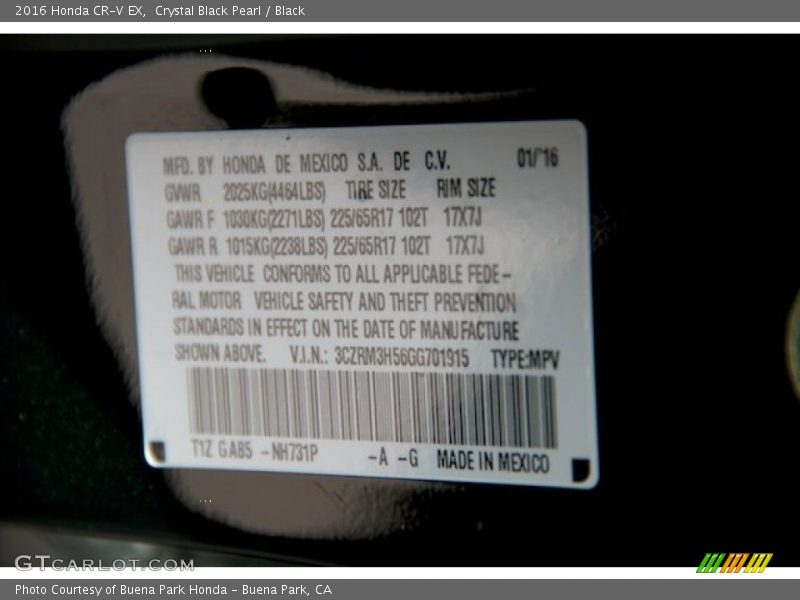 2016 Honda CR-V EX, Crystal Black Pearl / Black
MFD. BY HONDA DE MEXICO S.A. DE C.V. 01/'16
GVWR 2025KG(4464LBS) TIRE SIZE RIM SIZE
GAWR F 1030KG(2271LBS) 225/65R17 102T 17X7J
GAWR R 1015KG(2238LBS) 225/65R17 102T 17X7J
THIS VEHICLE CONFORMS TO ALL APPLICABLE FEDE-
RAL MOTOR VEHICLE SAFETY AND THEFT PREVENTION
STANDARDS IN EFFECT ON THE DATE OF MANUFACTURE
SHOWN ABOVE. V.I.N.: 3CZRM3H56GG701915 TYPE:MPV
T1Z GAB5 -NH731P -A -G MADE IN MEXICO
GTCARLOT.COM
Photo Courtesy of Buena Park Honda - Buena Park, CA